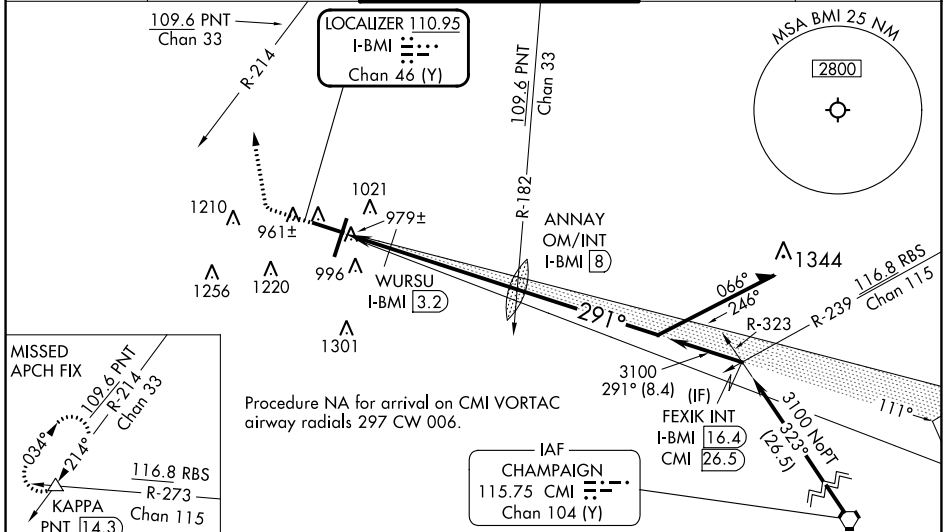 109.6 PNT
Chan 33
R-214
LOCALIZER 110.95
I-BMI
Chan 46 (Y)
109.6 PNT
Chan 33
R-182
MSA BMI 25 NM
2800
1210
961±
1021
979±
1256
1220
996
WURSU
I-BMI 3.2
1301
ANNAY
OM/INT
I-BMI 8
1344
066°
246°
291°
R-323
116.8 RBS
R-239
Chan 115
3100
291° (8.4)
(IF)
FEXIK INT
I-BMI 16.4
CMI 26.5
3100 NoPT
323°
(26.5)
111°
Procedure NA for arrival on CMI VORTAC
airway radials 297 CW 006.
IAF
CHAMPAIGN
115.75 CMI
Chan 104 (Y)
MISSED
APCH FIX
109.6 PNT
R-214
Chan 33
034°
214°
116.8 RBS
R-273
Chan 115
KAPPA
PNT 14.3